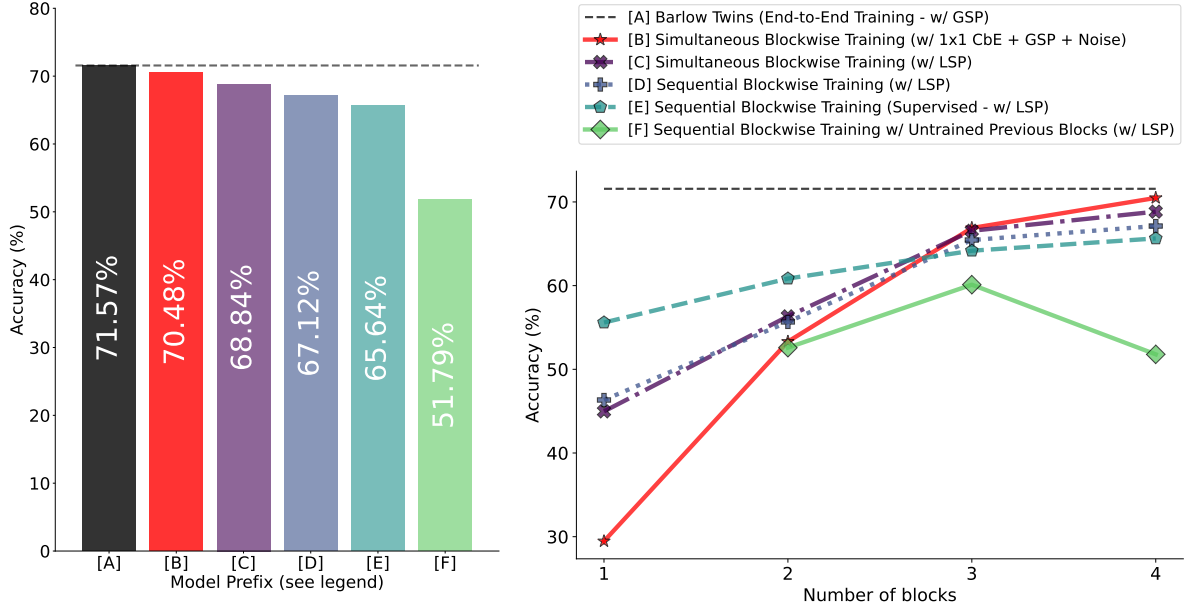 80
70
60
50
40
30
20
10
0
Accuracy (%)
71.57%
70.48%
68.84%
67.12%
65.64%
51.79%
[A] [B] [C] [D] [E] [F]
Model Prefix (see legend)
[A] Barlow Twins (End-to-End Training - w/ GSP)
[B] Simultaneous Blockwise Training (w/ 1x1 CbE + GSP + Noise)
[C] Simultaneous Blockwise Training (w/ LSP)
[D] Sequential Blockwise Training (w/ LSP)
[E] Sequential Blockwise Training (Supervised - w/ LSP)
[F] Sequential Blockwise Training w/ Untrained Previous Blocks (w/ LSP)
70
60
50
40
30
Accuracy (%)
1 2 3 4
Number of blocks